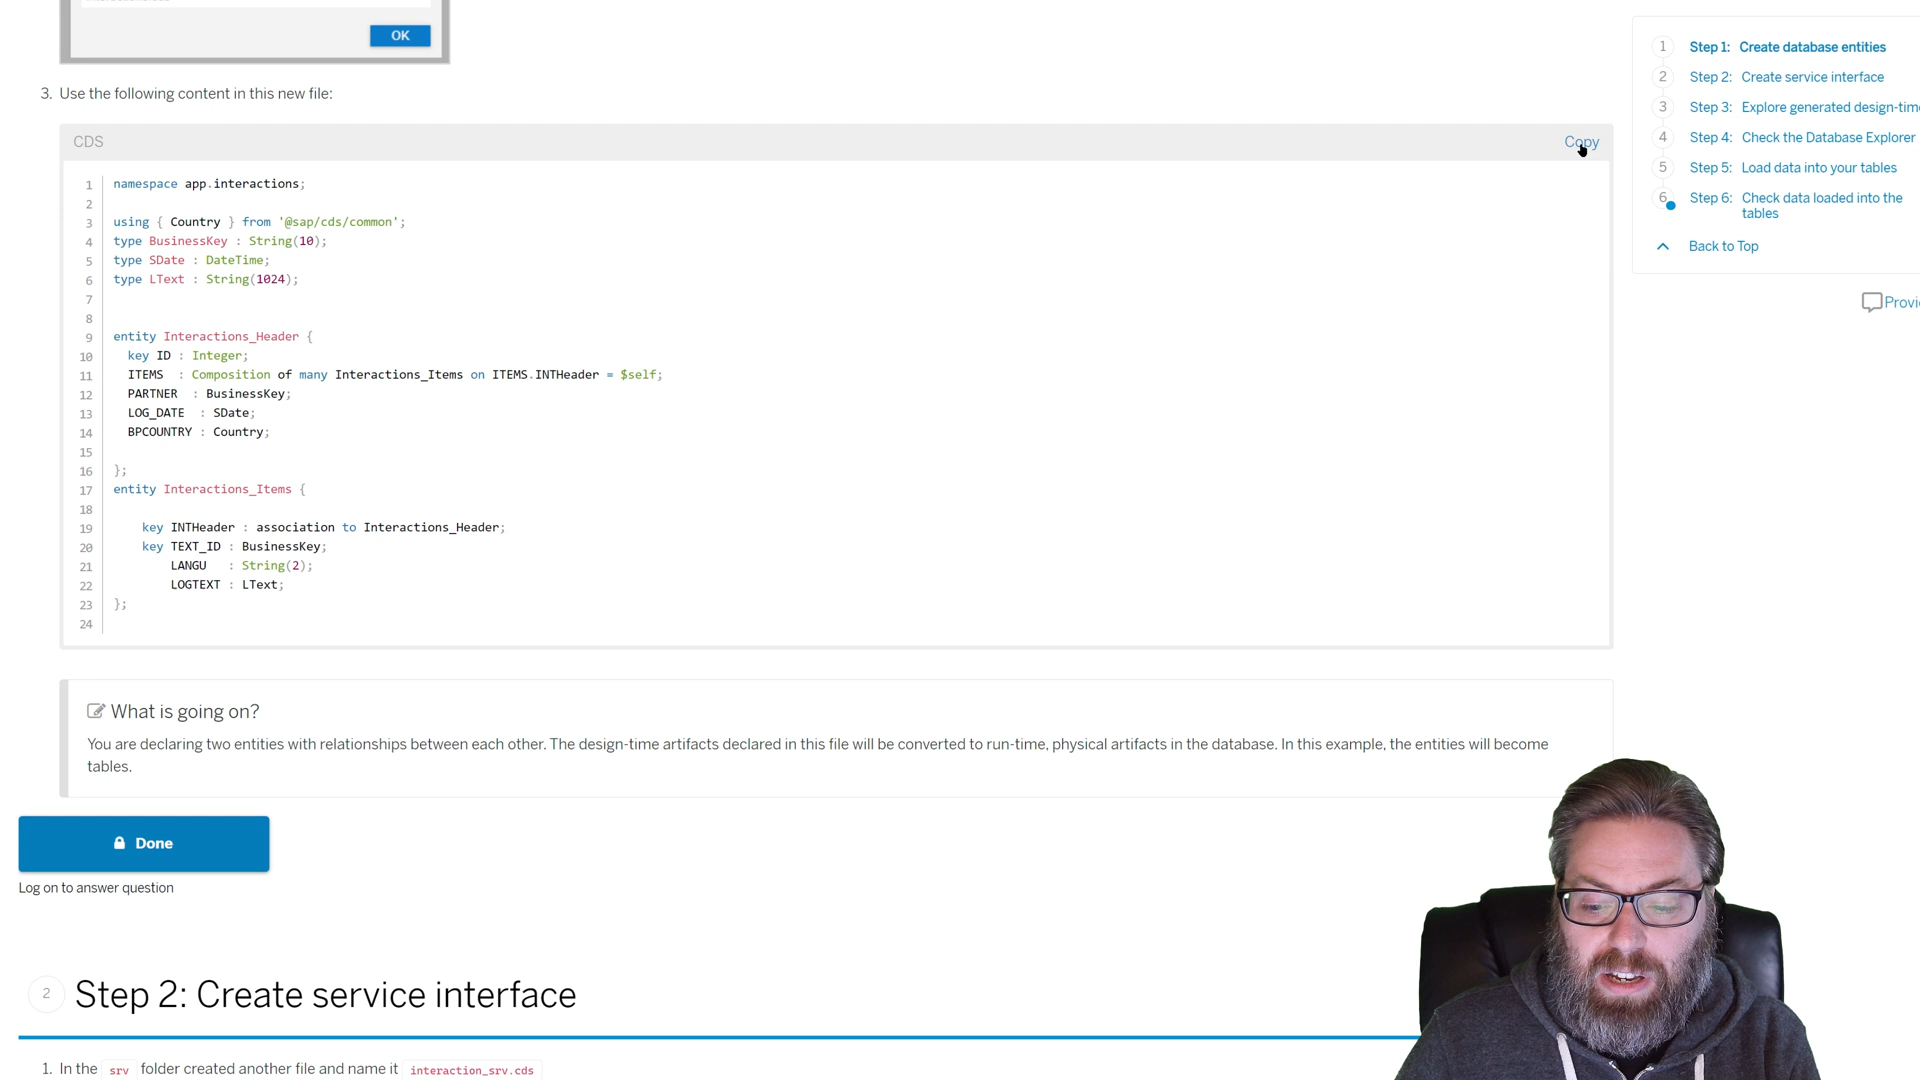 OK
3. Use the following content in this new file:
CDS
Copy
1 namespace app.interactions;
2
3 using { Country } from '@sap/cds/common';
4 type BusinessKey : String(10);
5 type SDate : DateTime;
6 type LText : String(1024);
7
8
9 entity Interactions_Header {
10 key ID : Integer;
11 ITEMS : Composition of many Interactions_Items on ITEMS.INTHeader = $self;
12 PARTNER : BusinessKey;
13 LOG_DATE : SDate;
14 BPCOUNTRY : Country;
15
16 };
17 entity Interactions_Items {
18
19 key INTHeader : association to Interactions_Header;
20 key TEXT_ID : BusinessKey;
21 LANGU : String(2);
22 LOGTEXT : LText;
23 };
24
What is going on?
You are declaring two entities with relationships between each other. The design-time artifacts declared in this file will be converted to run-time, physical artifacts in the database. In this example, the entities will become
tables.
Done
Log on to answer question
2 Step 2: Create service interface
1. In the srv folder created another file and name it interaction_srv.cds
1 Step 1: Create database entities
2 Step 2: Create service interface
3 Step 3: Explore generated design-time
4 Step 4: Check the Database Explorer
5 Step 5: Load data into your tables
6 Step 6: Check data loaded into the
tables
Back to Top